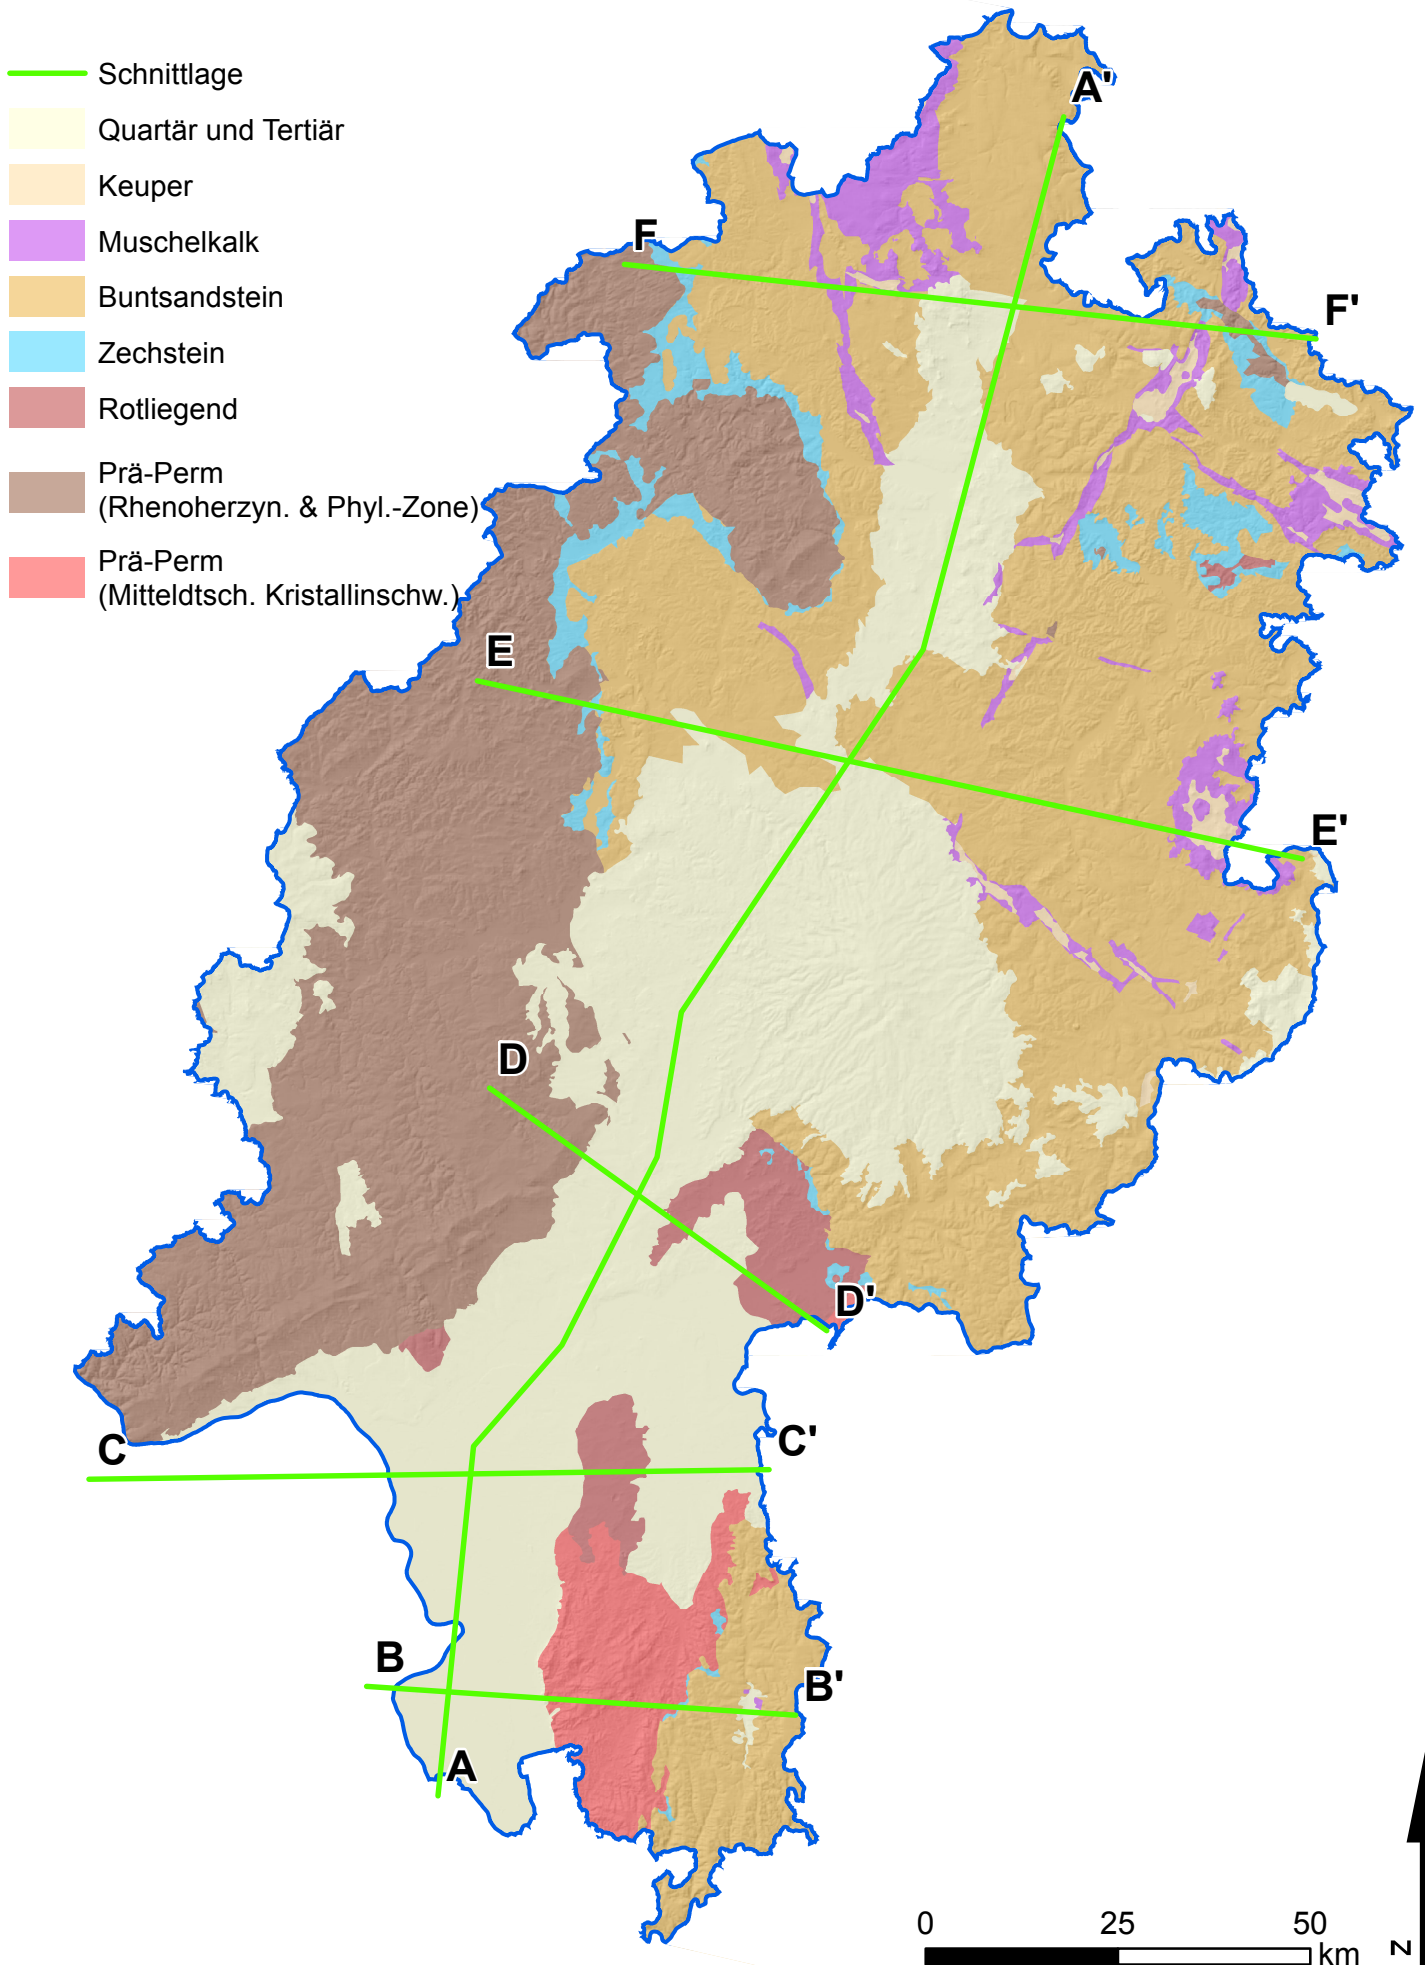 Schnittlage
Quartär und Tertiär
Keuper
Muschelkalk
Buntsandstein
Zechstein
Rotliegend
Prä-Perm
(Rhenoherzyn. & Phyl.-Zone)
Prä-Perm
(Mitteldtsch. Kristallinschw.)
A'
F
F'
E
E'
D
D'
C
C'
B
B'
A
0 25 50
km
N